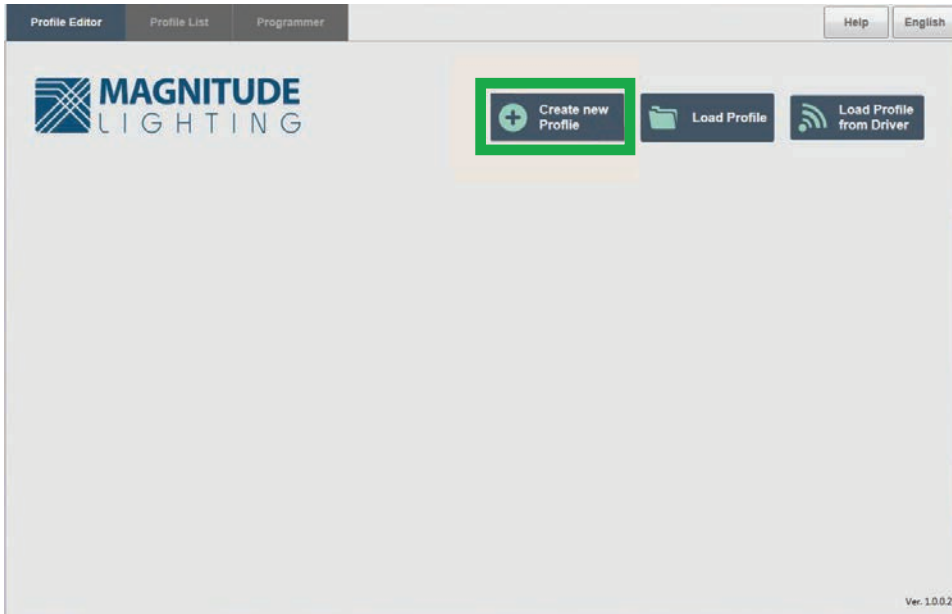 Profile Editor Profile List Programmer Help English
MAGNITUDE
LIGHTING
Create new
Profile
Load Profile
Load Profile
from Driver
Ver. 1.0.0.2